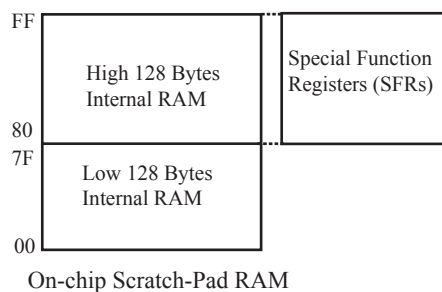 FF
High 128 Bytes
Internal RAM
Special Function
Registers (SFRs)
80
7F
Low 128 Bytes
Internal RAM
00
On-chip Scratch-Pad RAM